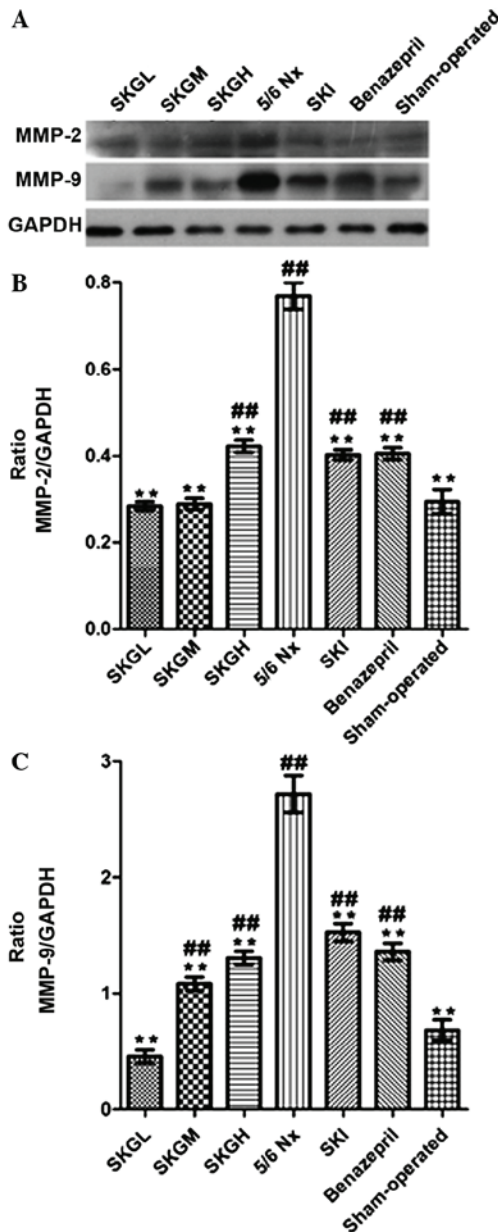 A
SKGL SKGM SKGH 5/6 Nx SKI Benazepril Sham-operated
MMP-2
MMP-9
GAPDH
B
Ratio
MMP-2/GAPDH
0.8
0.6
0.4
0.2
0.0
**
**
##
**
##
##
**
##
**
**
SKGL SKGM SKGH 5/6 Nx SKI Benazepril Sham-operated
C
Ratio
MMP-9/GAPDH
3
2
1
0
**
##
**
##
**
##
##
**
##
**
**
SKGL SKGM SKGH 5/6 Nx SKI Benazepril Sham-operated